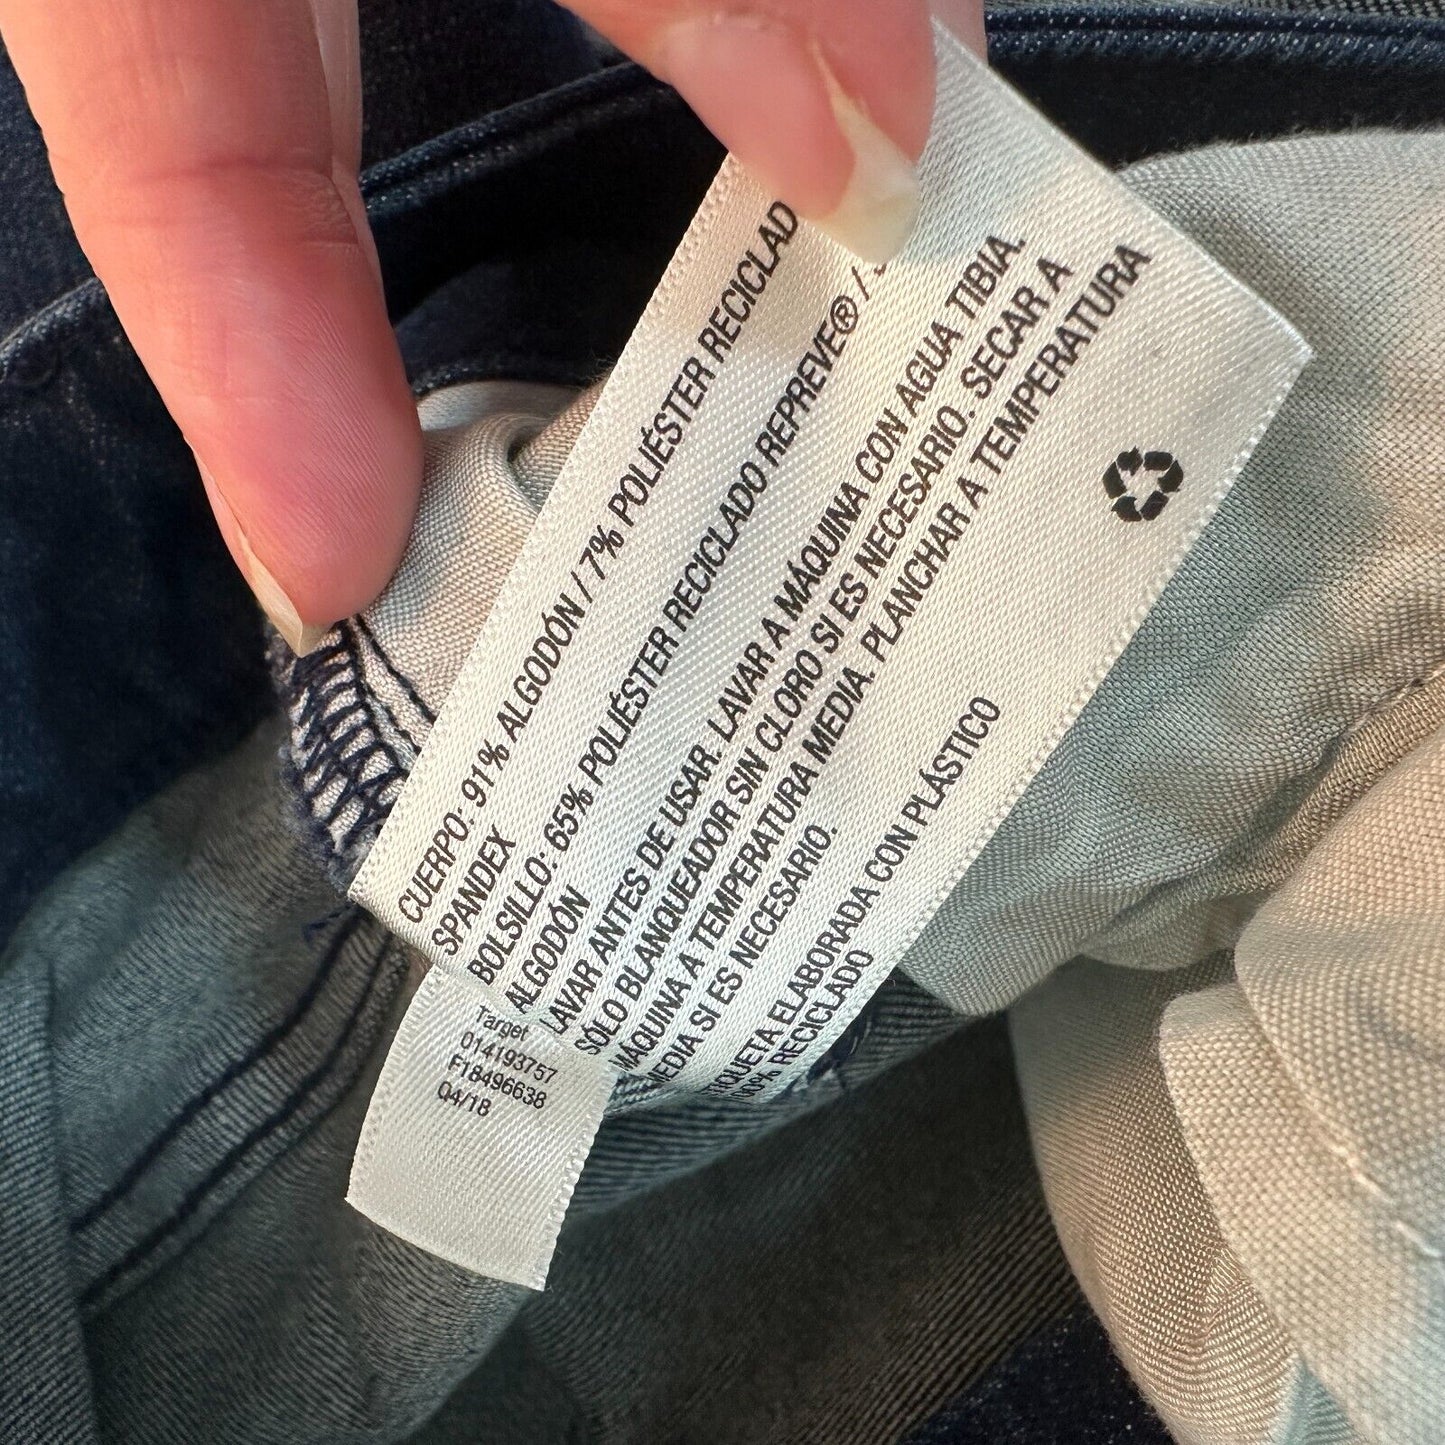 CUERPO: 91% ALGODÓN / 7% POLIÉSTER RECICLAD
SPANDEX
BOLSILLO: 65% POLIÉSTER RECICLADO REPREVE® /
ALGODÓN
LAVAR ANTES DE USAR. LAVAR A MÁQUINA CON AGUA TIBIA.
SÓLO BLANQUEADOR SIN CLORO SI ES NECESARIO. SECAR A
MÁQUINA A TEMPERATURA MEDIA. PLANCHAR A TEMPERATURA
MEDIA SI ES NECESARIO.
ETIQUETA ELABORADA CON PLÁSTICO
100% RECICLADO
Target
014193757
F18496638
Q4/18